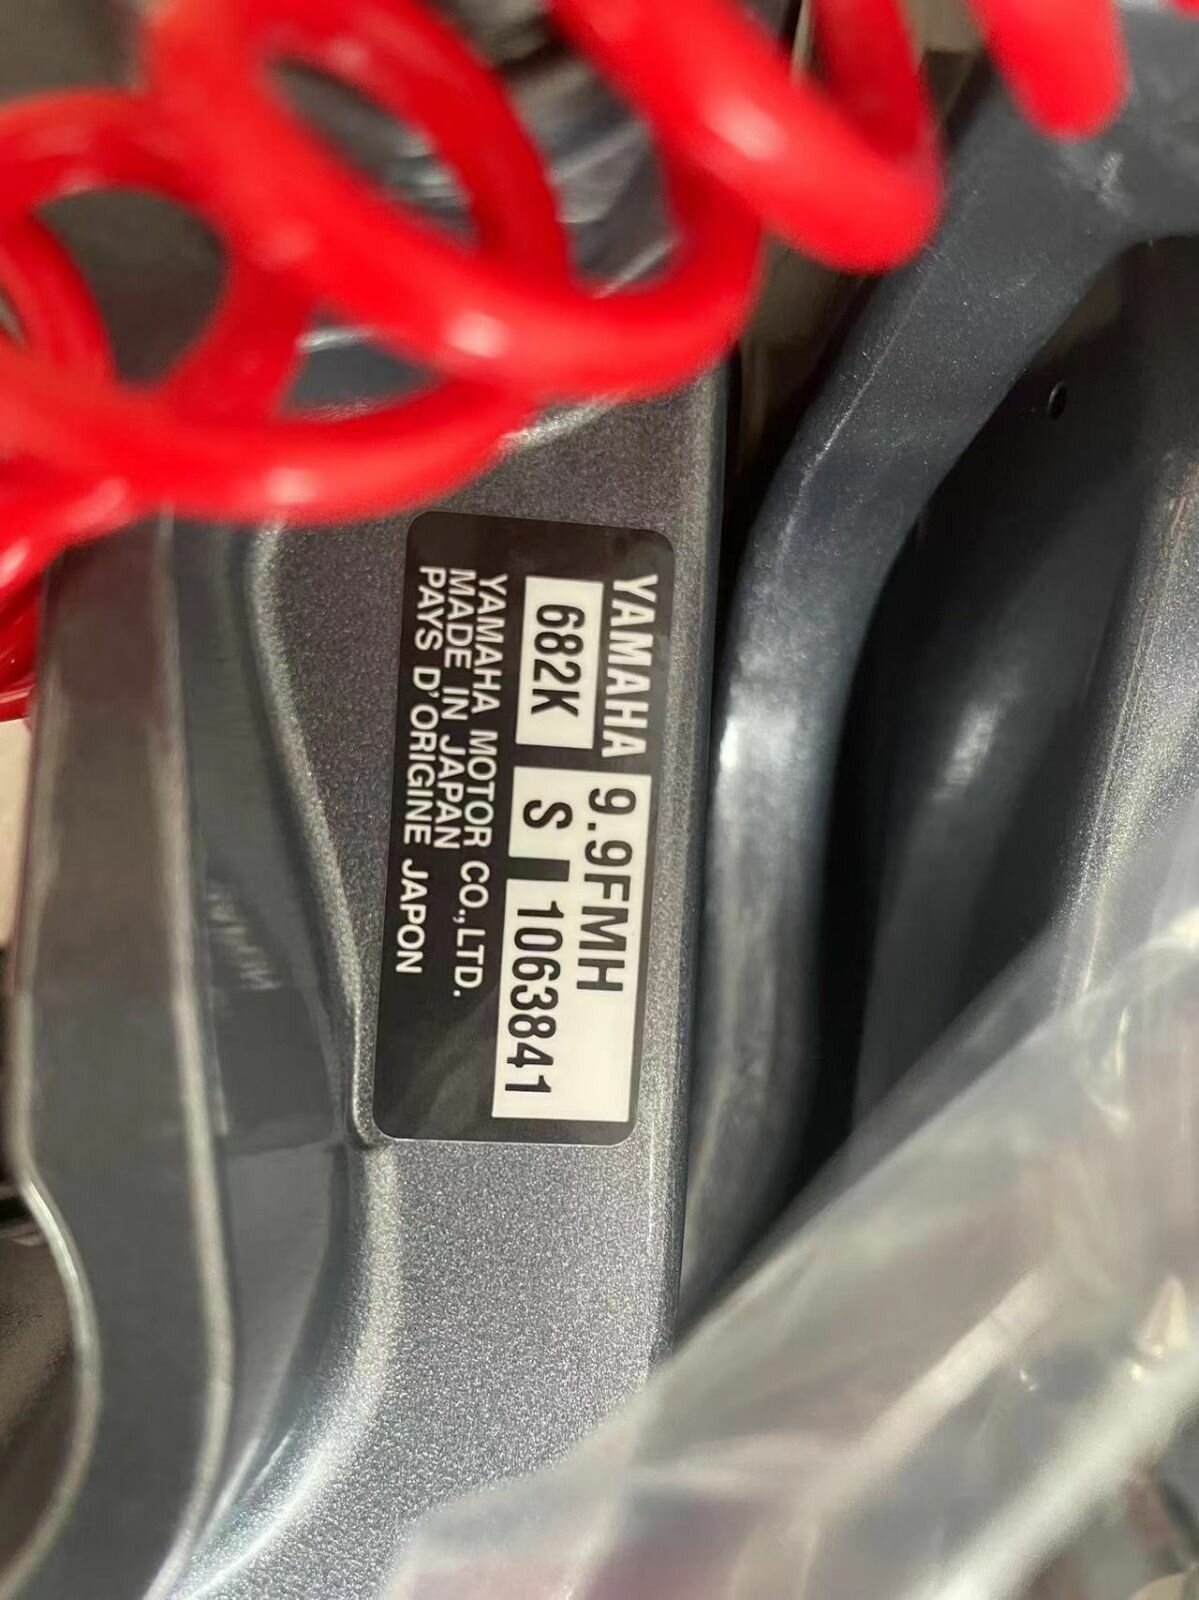 YAMAHA 9.9FMH
682K S 1063841
YAMAHA MOTOR CO.,LTD.
MADE IN JAPAN
PAYS D'ORIGINE JAPON